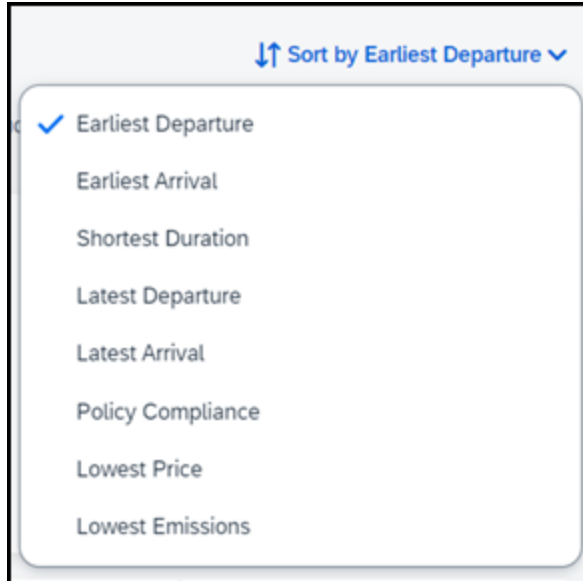 Sort by Earliest Departure
Earliest Departure
Earliest Arrival
Shortest Duration
Latest Departure
Latest Arrival
Policy Compliance
Lowest Price
Lowest Emissions